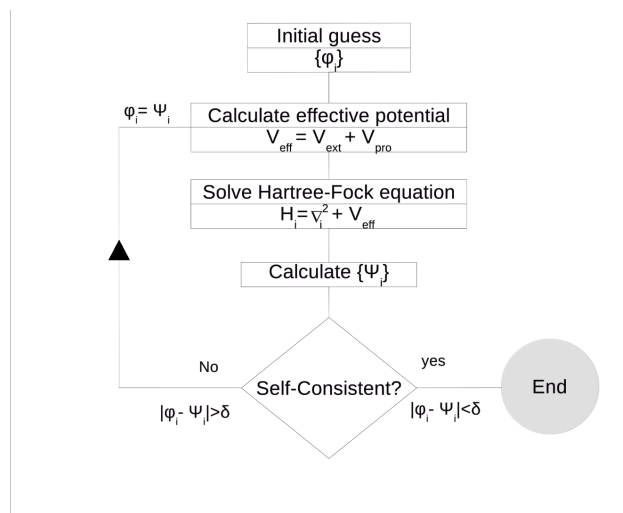 Initial guess
{φi}
φi= Ψi
Calculate effective potential
Veff= Vext+ Vpro
Solve Hartree-Fock equation
Hi=∇i2+ Veff
Calculate {Ψi}
No
yes
Self-Consistent?
End
|φi- Ψi|>δ
|φi- Ψi|<δ